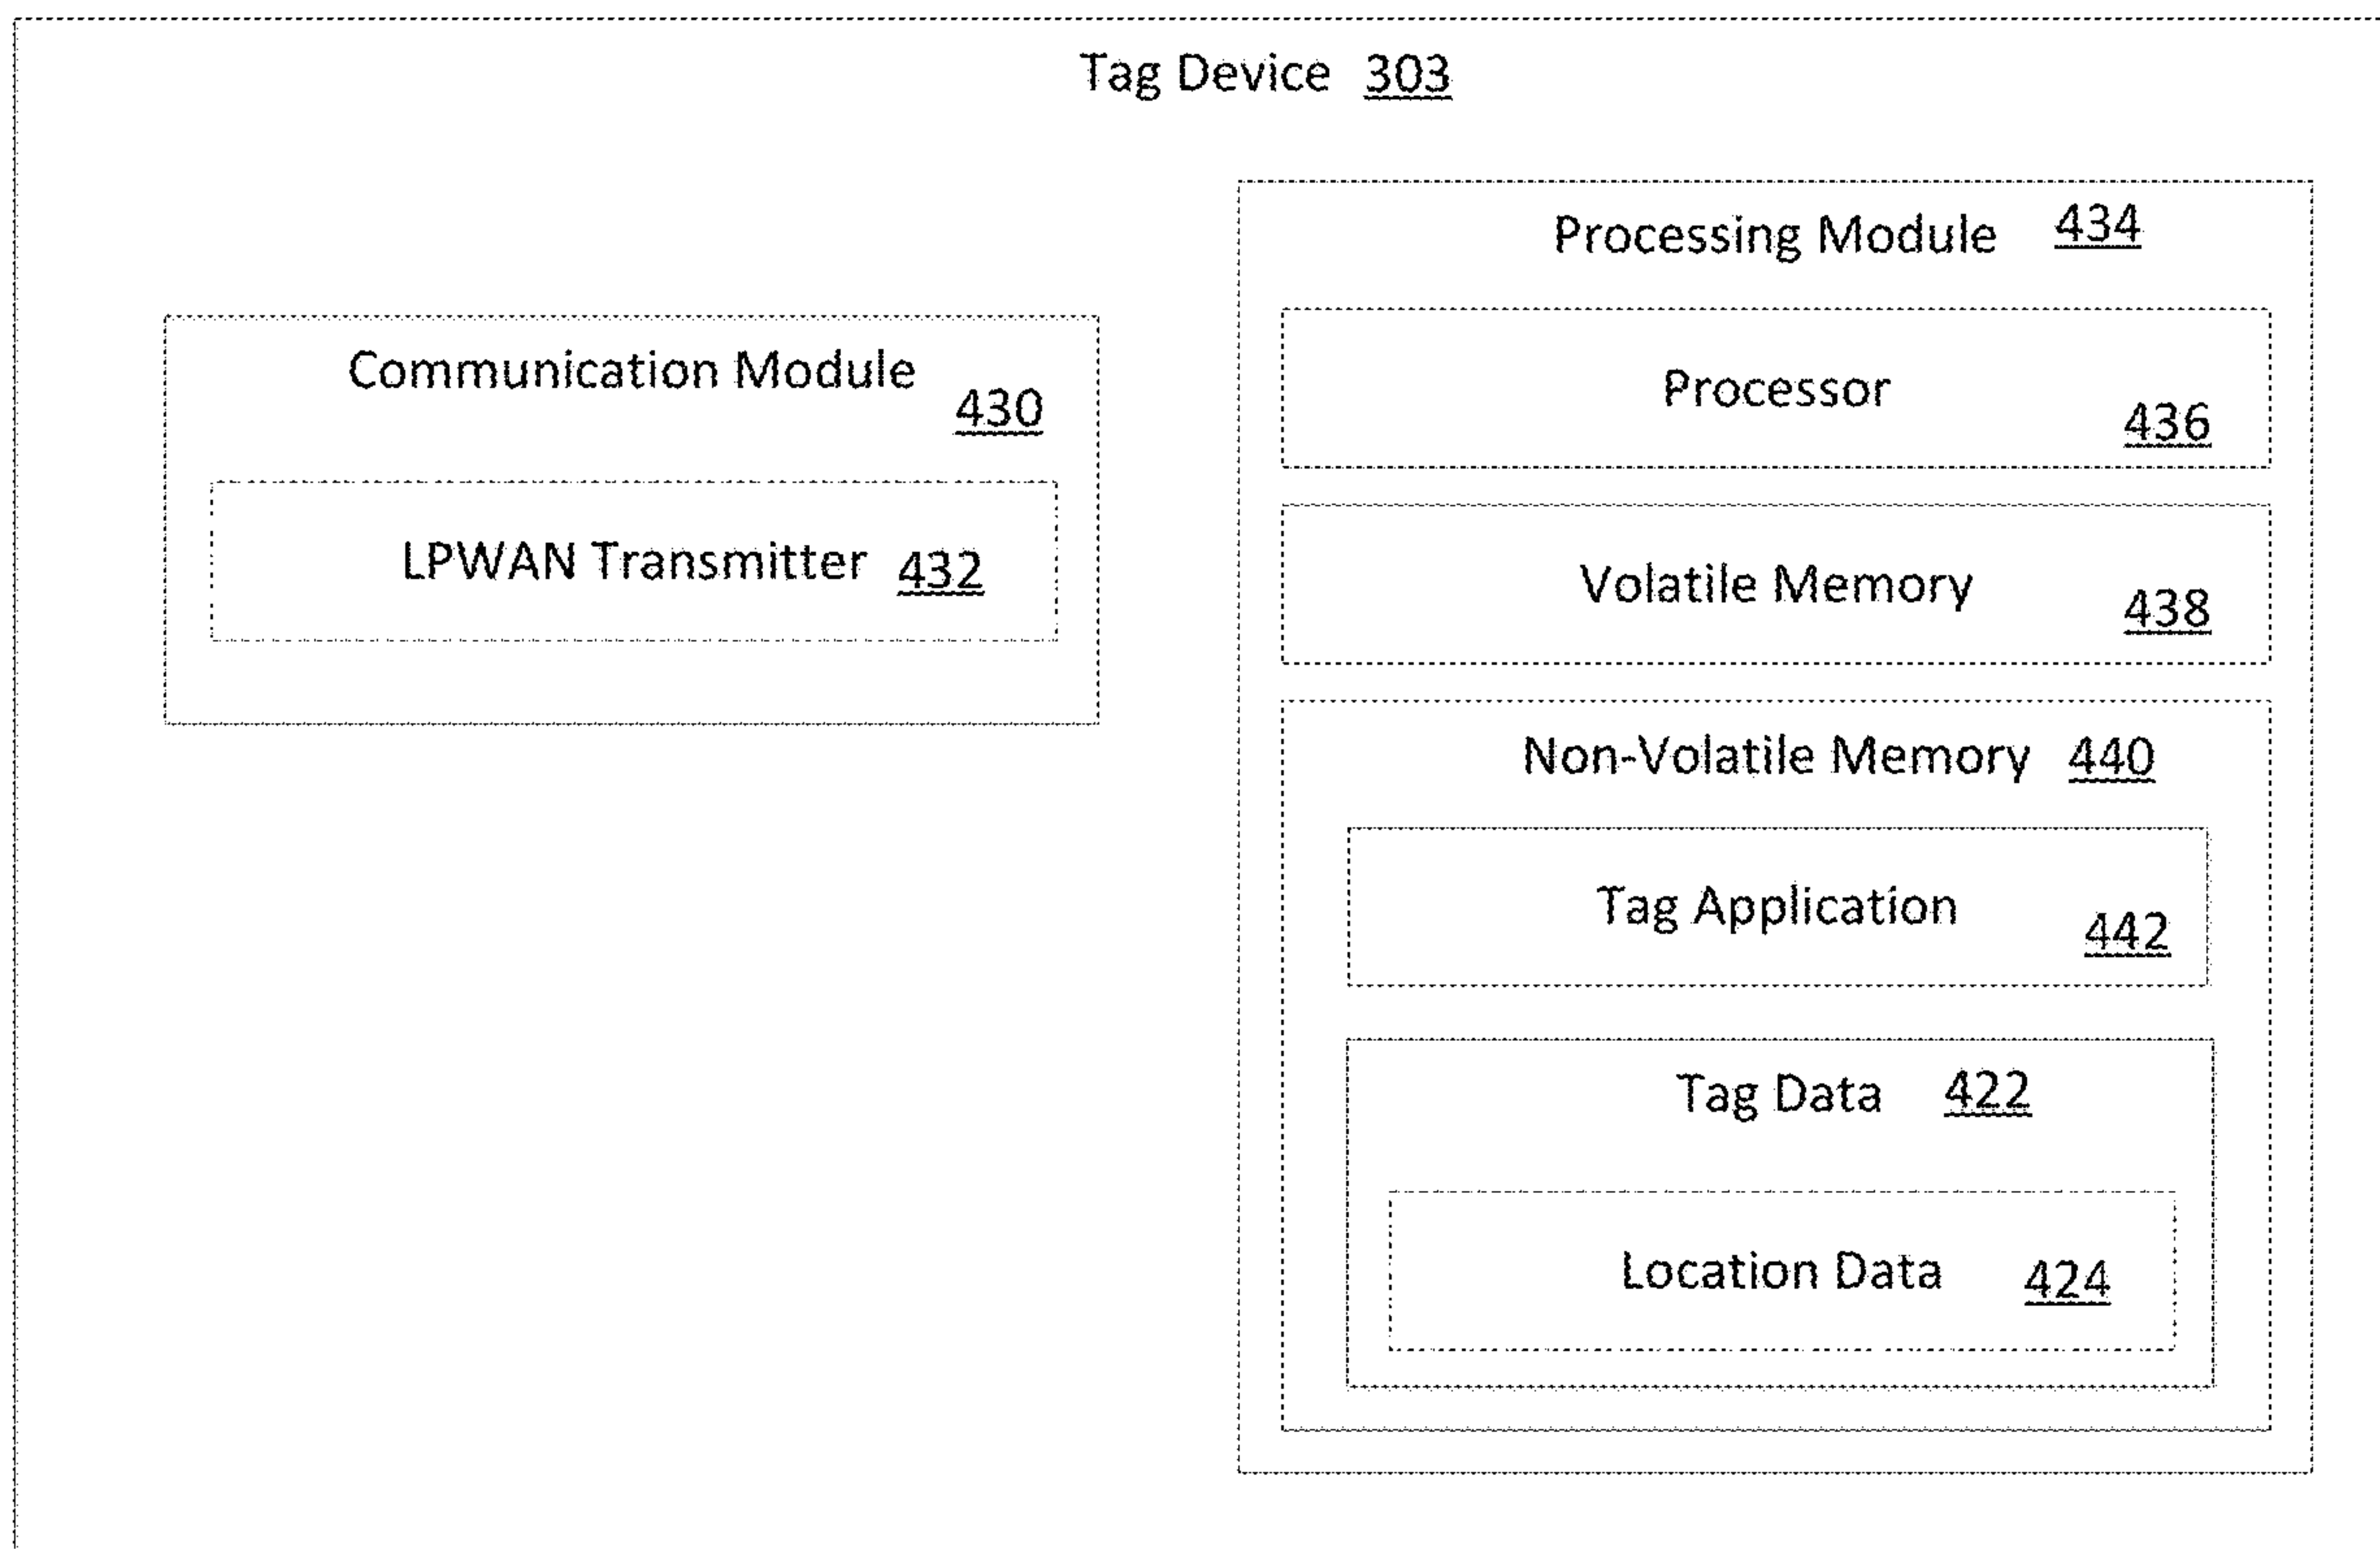 Tag Device 303
Communication Module 430
LPWAN Transmitter 432
Processing Module 434
Processor 436
Volatile Memory 438
Non-Volatile Memory 440
Tag Application 442
Tag Data 422
Location Data 424